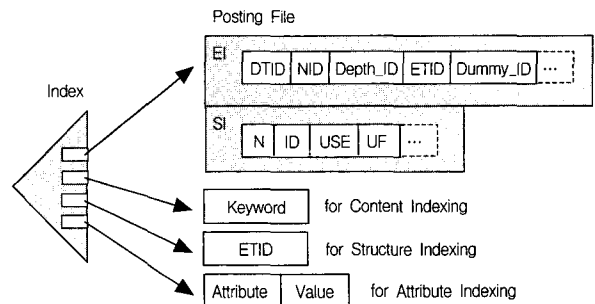 Posting File
EI
DTID NID Depth_ID ETID Dummy_ID ...
Index
SI
N ID USE UF ...
Keyword for Content Indexing
ETID for Structure Indexing
Attribute Value for Attribute Indexing